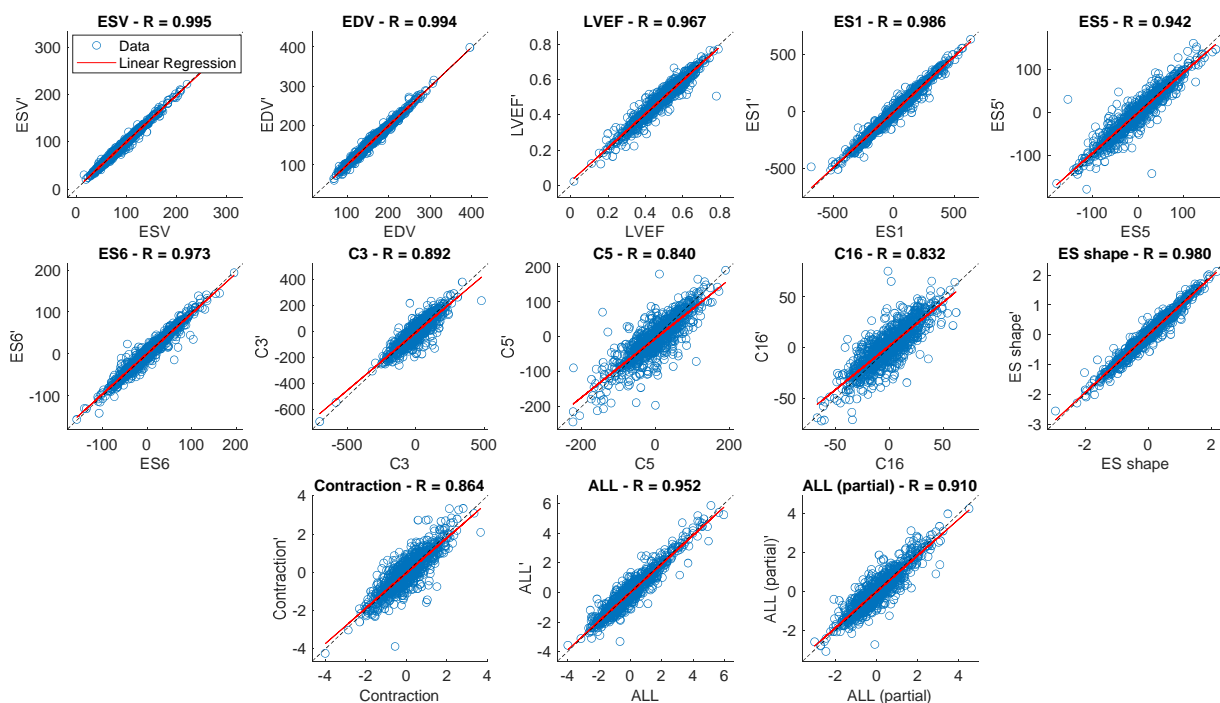 ESV - R = 0.995
300
200
100
0
ESV'
Data
Linear Regression
0 100 200 300
ESV
EDV - R = 0.994
400
300
200
100
EDV'
100 200 300 400
EDV
LVEF - R = 0.967
0.8
0.6
0.4
0.2
0
LVEF'
0 0.2 0.4 0.6 0.8
LVEF
ES1 - R = 0.986
500
0
-500
ES1'
-500 0 500
ES1
ES5 - R = 0.942
100
0
-100
ES5'
-100 0 100
ES5
ES6 - R = 0.973
200
100
0
-100
ES6'
-100 0 100 200
ES6
C3 - R = 0.892
400
200
0
-200
-400
-600
C3'
-500 0 500
C3
C5 - R = 0.840
200
100
0
-100
-200
C5'
-200 -100 0 100 200
C5
C16 - R = 0.832
50
0
-50
C16'
-50 0 50
C16
ES shape - R = 0.980
2
1
0
-1
-2
-3
ES shape'
-2 0 2
ES shape
Contraction - R = 0.864
4
2
0
-2
-4
Contraction'
-4 -2 0 2 4
Contraction
ALL - R = 0.952
6
4
2
0
-2
-4
ALL'
-4 -2 0 2 4 6
ALL
ALL (partial) - R = 0.910
4
2
0
-2
ALL (partial)'
-2 0 2 4
ALL (partial)